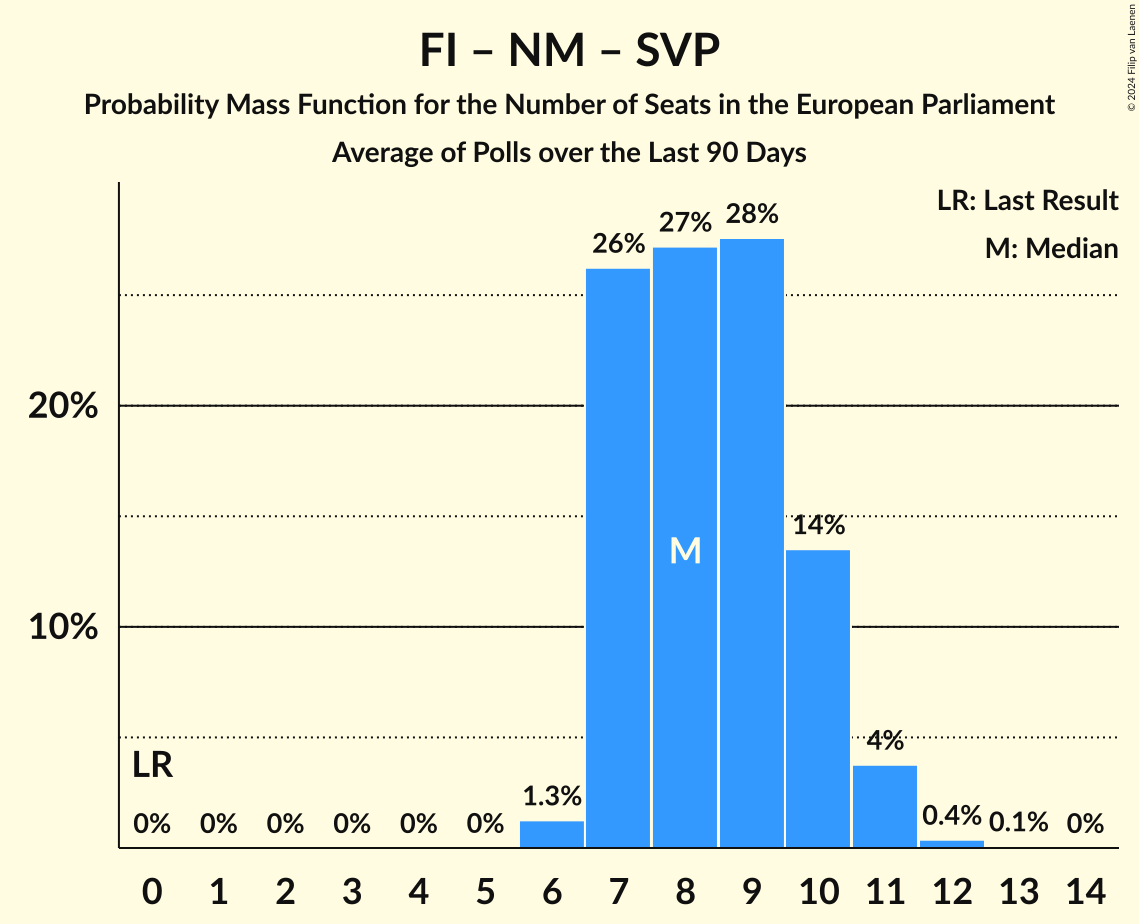 FI – NM – SVP
Probability Mass Function for the Number of Seats in the European Parliament
Average of Polls over the Last 90 Days
© 2024 Filip van Laenen
LR: Last Result
M: Median
28%
27%
26%
20%
14%
M
10%
4%
LR
1.3%
0% 0% 0% 0% 0% 0% 0.4% 0.1% 0%
0 1 2 3 4 5 6 7 8 9 10 11 12 13 14